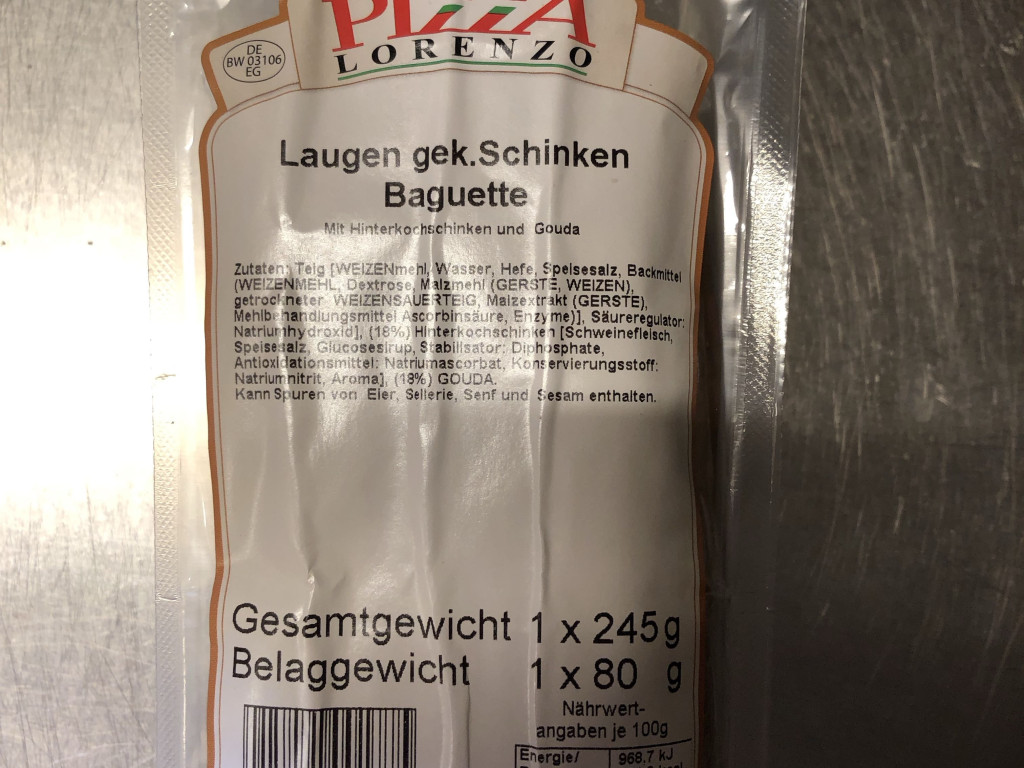 PIZZA
LORENZO
DE
BW 03106
EG
Laugen gek.Schinken
Baguette
Mit Hinterkochschinken und Gouda
Zutaten: Teig [WEIZENmehl, Wasser, Hefe, Speisesalz, Backmittel
(WEIZENMEHL, Dextrose, Malzmehl (GERSTE, WEIZEN),
getrockneter WEIZENSAUERTEIG, Malzextrakt (GERSTE),
Mehlbehandlungsmittel Ascorbinsäure, Enzyme)], Säureregulator:
Natriumhydroxid], (18%) Hinterkochschinken [Schweinefleisch,
Speisesalz, Glucosesirup, Stabilisator: Diphosphate,
Antioxidationsmittel: Natriumascorbat, Konservierungsstoff:
Natriumnitrit, Aroma], (18%) GOUDA.
Kann Spuren von Eier, Sellerie, Senf und Sesam enthalten.
Gesamtgewicht 1 x 245g
Belaggewicht 1 x 80 g
Nährwert-
angaben je 100g
Energie/ 968,7 kJ